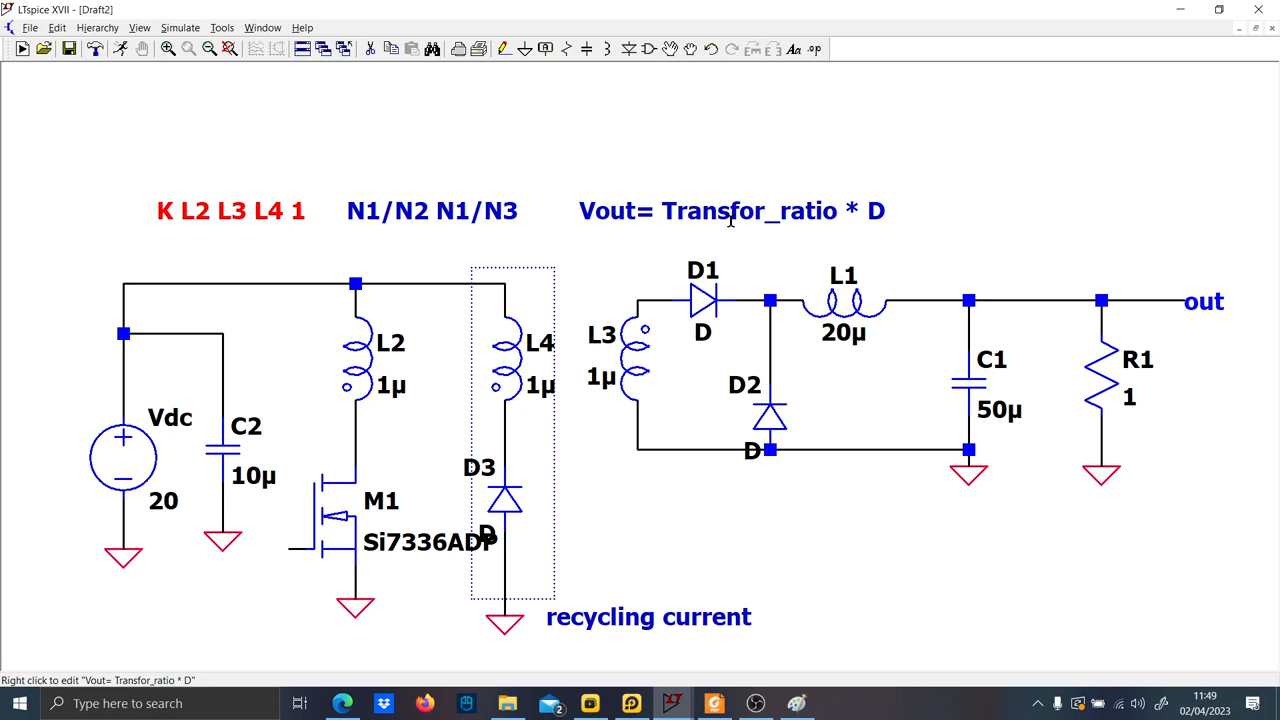 LTspice XVII - [Draft2]
File Edit Hierarchy View Simulate Tools Window Help
Aa .op
K L2 L3 L4 1 N1/N2 N1/N3 Vout= Transfor_ratio * D
D1
D
L1
20µ
out
L2
1µ
L4
1µ
L3
1µ
D2
D
C1
50µ
R1
1
Vdc
20
C2
10µ
D3
D
M1
Si7336ADP
recycling current
Right click to edit "Vout= Transfor_ratio * D"
Type here to search
2
11:49
02/04/2023